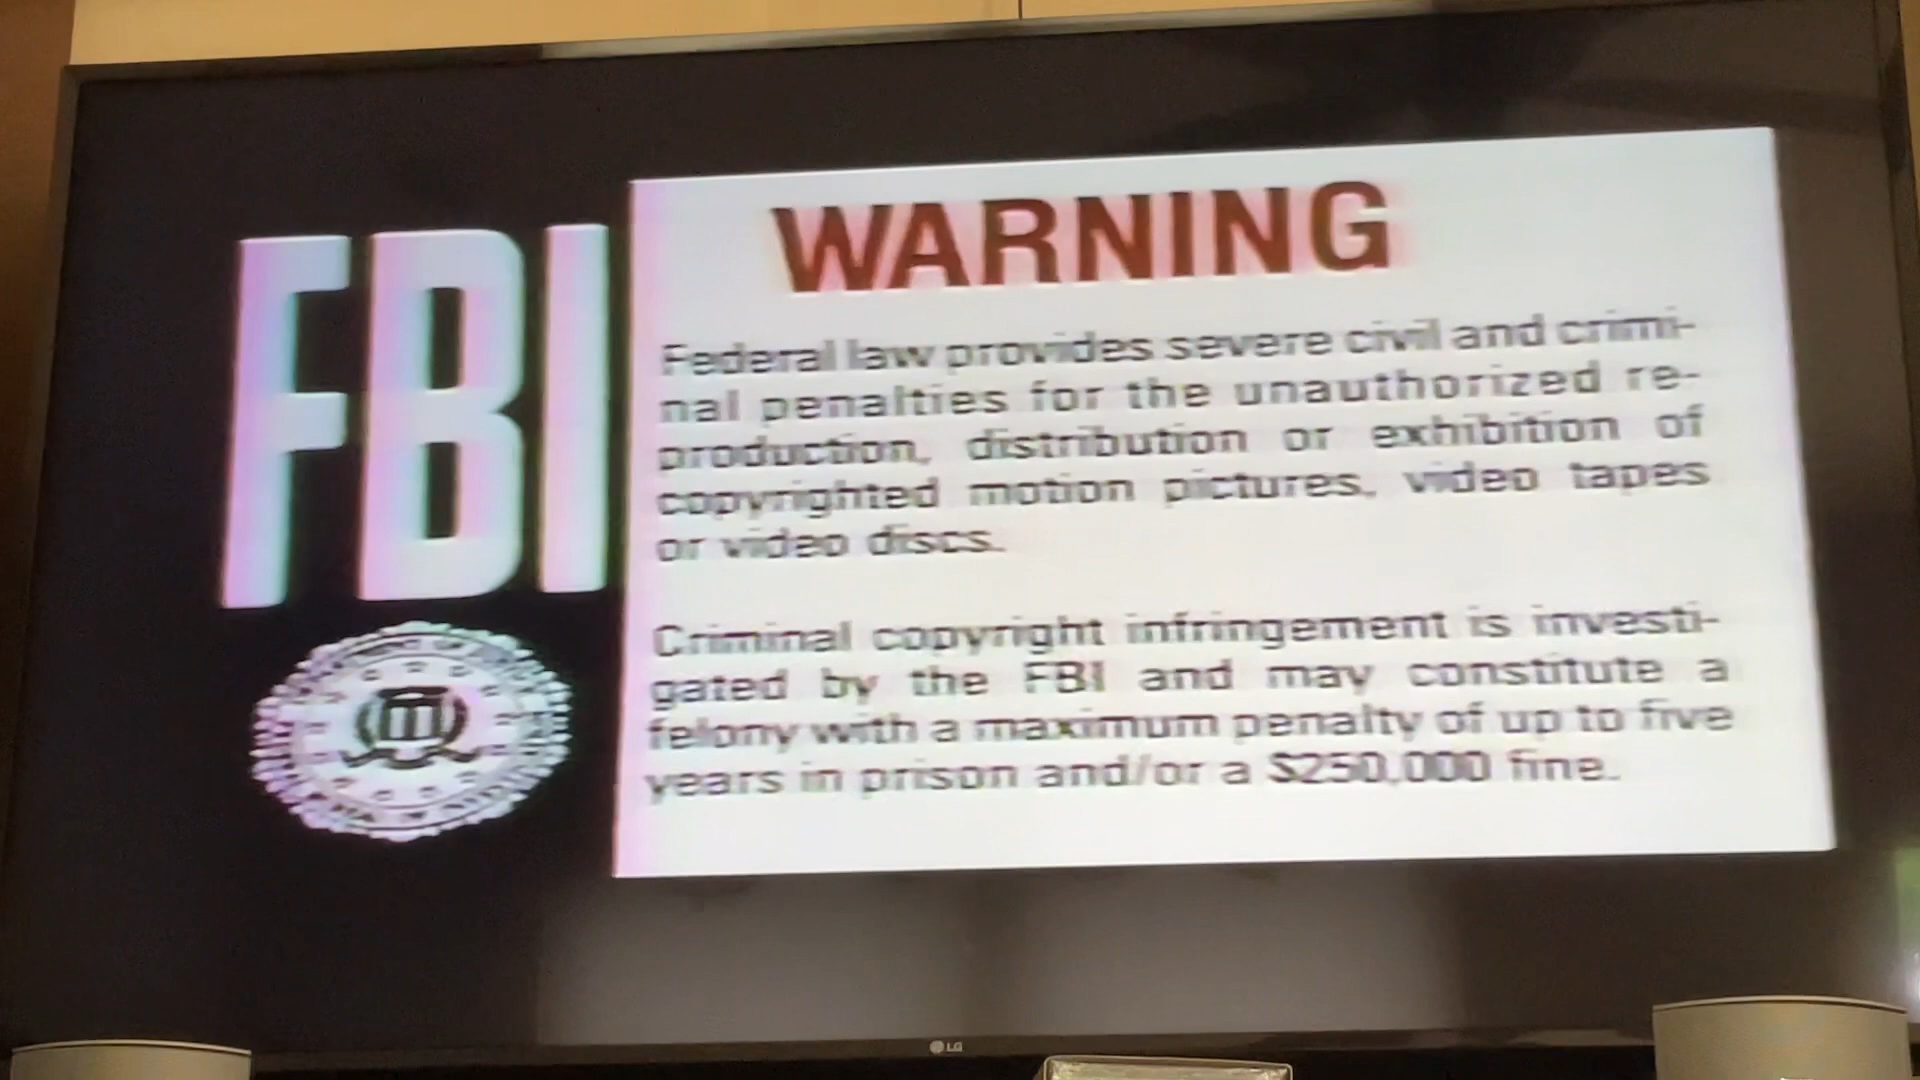 FBI
WARNING
Federal law provides severe civil and crimi-
nal penalties for the unauthorized re-
production, distribution or exhibition of
copyrighted motion pictures, video tapes
or video discs.
Criminal copyright infringement is investi-
gated by the FBI and may constitute a
felony with a maximum penalty of up to five
years in prison and/or a $250,000 fine.
LG